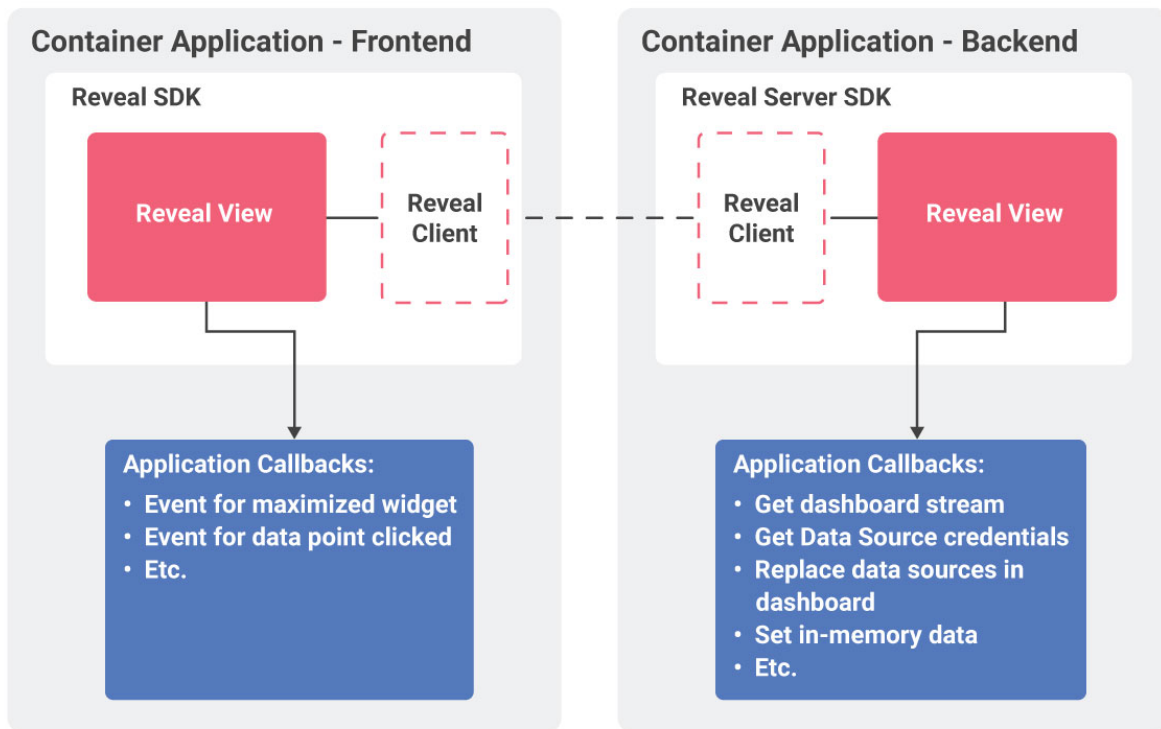 Container Application - Frontend
Reveal SDK
Reveal View
Reveal
Client
Application Callbacks:
• Event for maximized widget
• Event for data point clicked
• Etc.
Container Application - Backend
Reveal Server SDK
Reveal
Client
Reveal View
Application Callbacks:
• Get dashboard stream
• Get Data Source credentials
• Replace data sources in
dashboard
• Set in-memory data
• Etc.